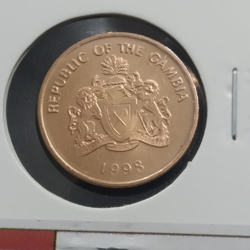 REPUBLIC OF THE GAMBIA
1998